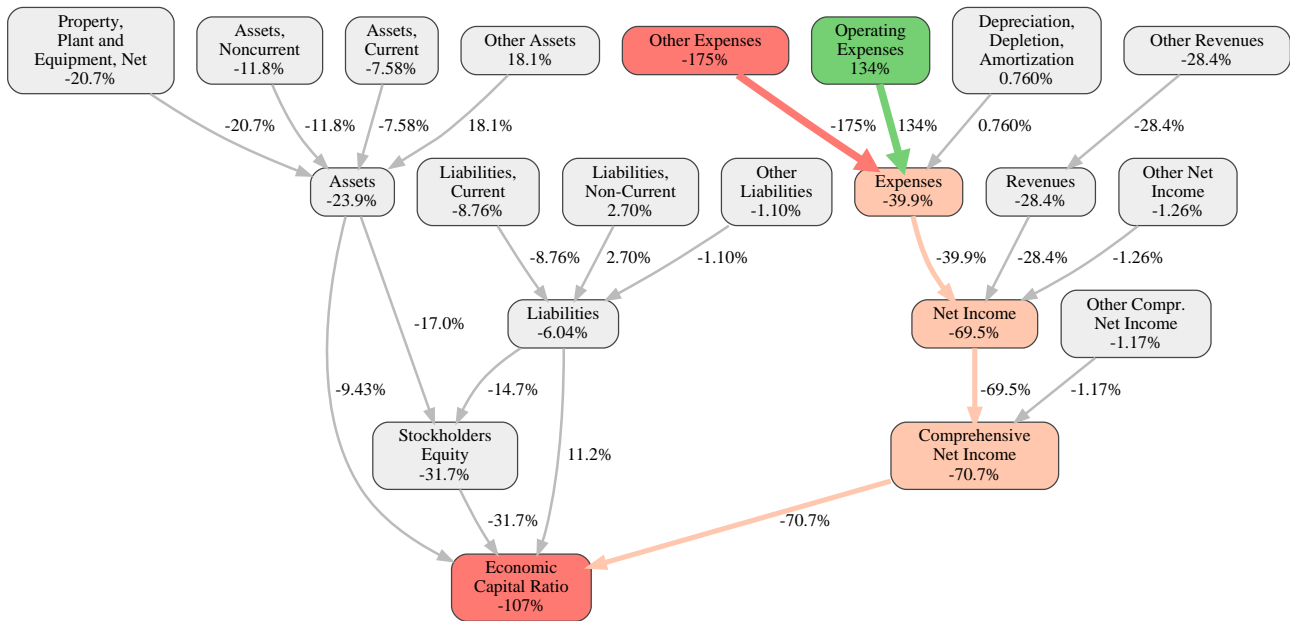 Property,
Plant and
Equipment, Net
-20.7%
Assets,
Noncurrent
-11.8%
Assets,
Current
-7.58%
Other Assets
18.1%
Other Expenses
-175%
Operating
Expenses
134%
Depreciation,
Depletion,
Amortization
0.760%
Other Revenues
-28.4%
-20.7%
-11.8%
-7.58%
18.1%
-175%
134%
0.760%
-28.4%
Assets
-23.9%
Liabilities,
Current
-8.76%
Liabilities,
Non-Current
2.70%
Other
Liabilities
-1.10%
Expenses
-39.9%
Revenues
-28.4%
Other Net
Income
-1.26%
-8.76%
2.70%
-1.10%
-39.9%
-28.4%
-1.26%
-17.0%
Liabilities
-6.04%
Net Income
-69.5%
Other Compr.
Net Income
-1.17%
-9.43%
-14.7%
-69.5%
-1.17%
Stockholders
Equity
-31.7%
11.2%
Comprehensive
Net Income
-70.7%
-31.7%
-70.7%
Economic
Capital Ratio
-107%